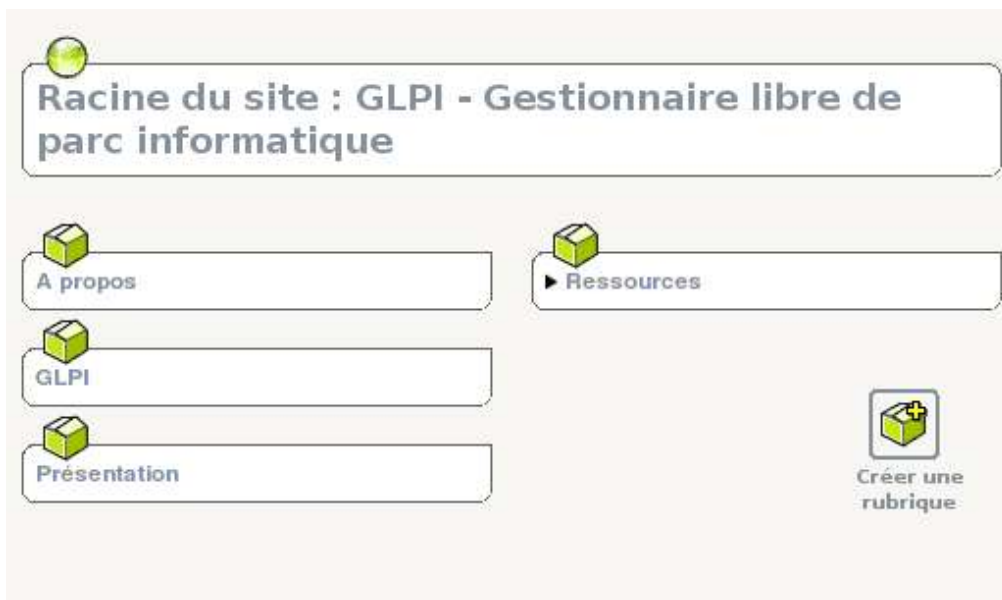 Racine du site : GLPI - Gestionnaire libre de
parc informatique
A propos
Ressources
GLPI
Présentation
Créer une
rubrique